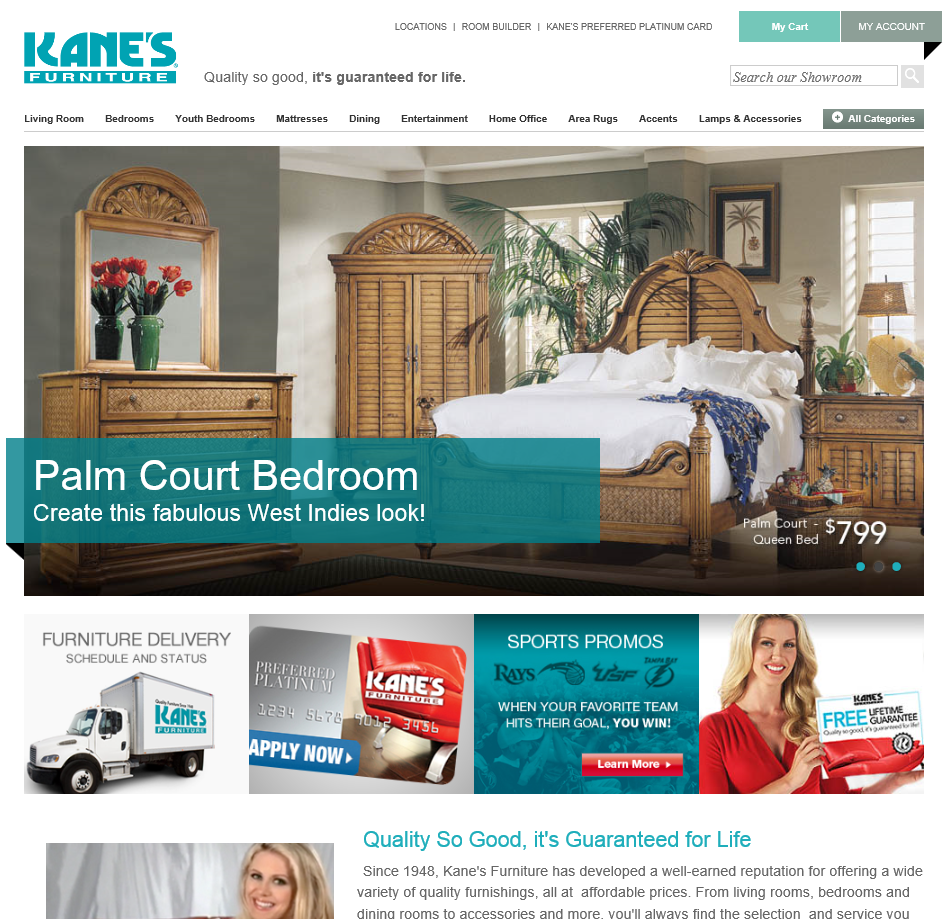 LOCATIONS | ROOM BUILDER | KANE'S PREFERRED PLATINUM CARD
My Cart
MY ACCOUNT
KANE'S
FURNITURE
Quality so good, it's guaranteed for life.
Search our Showroom
Living Room
Bedrooms
Youth Bedrooms
Mattresses
Dining
Entertainment
Home Office
Area Rugs
Accents
Lamps & Accessories
All Categories
Palm Court Bedroom
Create this fabulous West Indies look!
Palm Court - $799
Queen Bed
FURNITURE DELIVERY
SCHEDULE AND STATUS
KANE'S
FURNITURE
PREFERRED
PLATINUM
KANE'S
FURNITURE
1234 5678 9012 3456
APPLY NOW
SPORTS PROMOS
RAYS
USF
TAMPA BAY
WHEN YOUR FAVORITE TEAM
HITS THEIR GOAL, YOU WIN!
Learn More
KANE'S
FURNITURE
FREE LIFETIME
GUARANTEE
Quality so good, it's guaranteed for life!
Quality So Good, it's Guaranteed for Life
Since 1948, Kane's Furniture has developed a well-earned reputation for offering a wide
variety of quality furnishings, all at affordable prices. From living rooms, bedrooms and
dining rooms to accessories and more, you'll always find the selection and service you